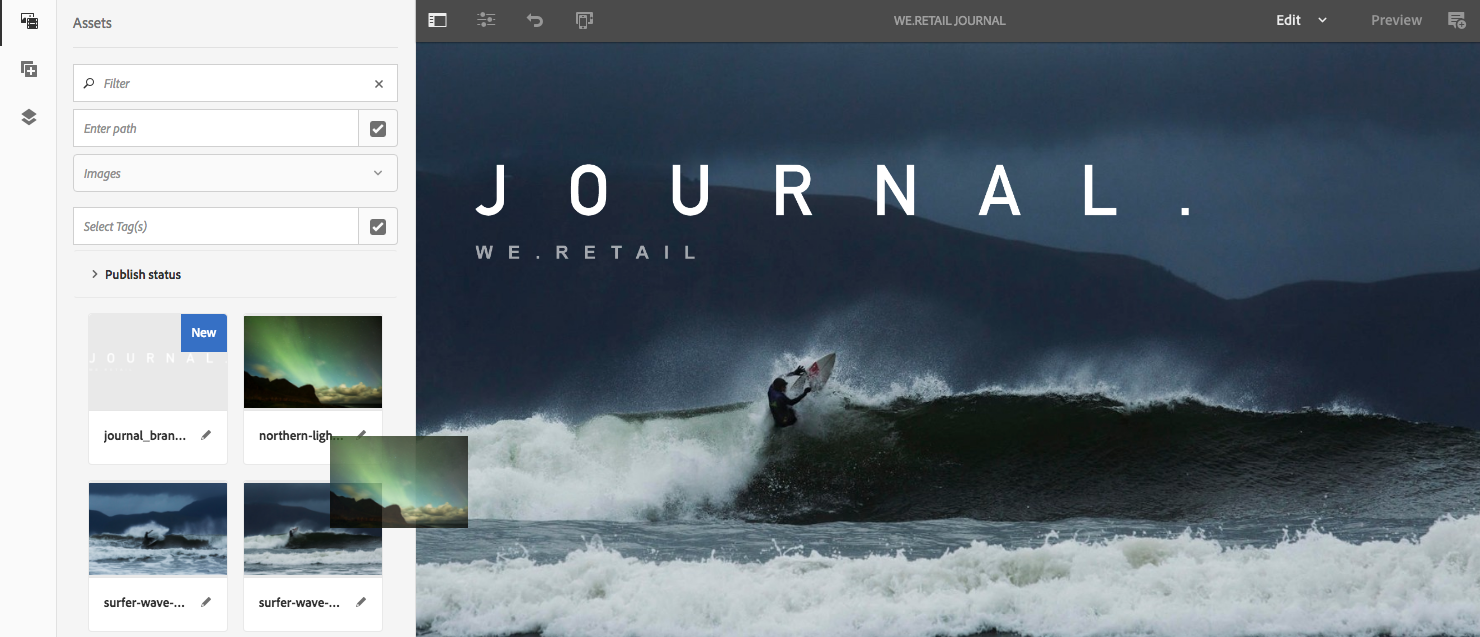 Assets
Filter
Enter path
Images
Select Tag(s)
Publish status
New
JOURNAL
journal_bran...
northern-ligh...
surfer-wave-...
surfer-wave-...
WE.RETAIL JOURNAL
Edit
Preview
JOURNAL.
WE.RETAIL